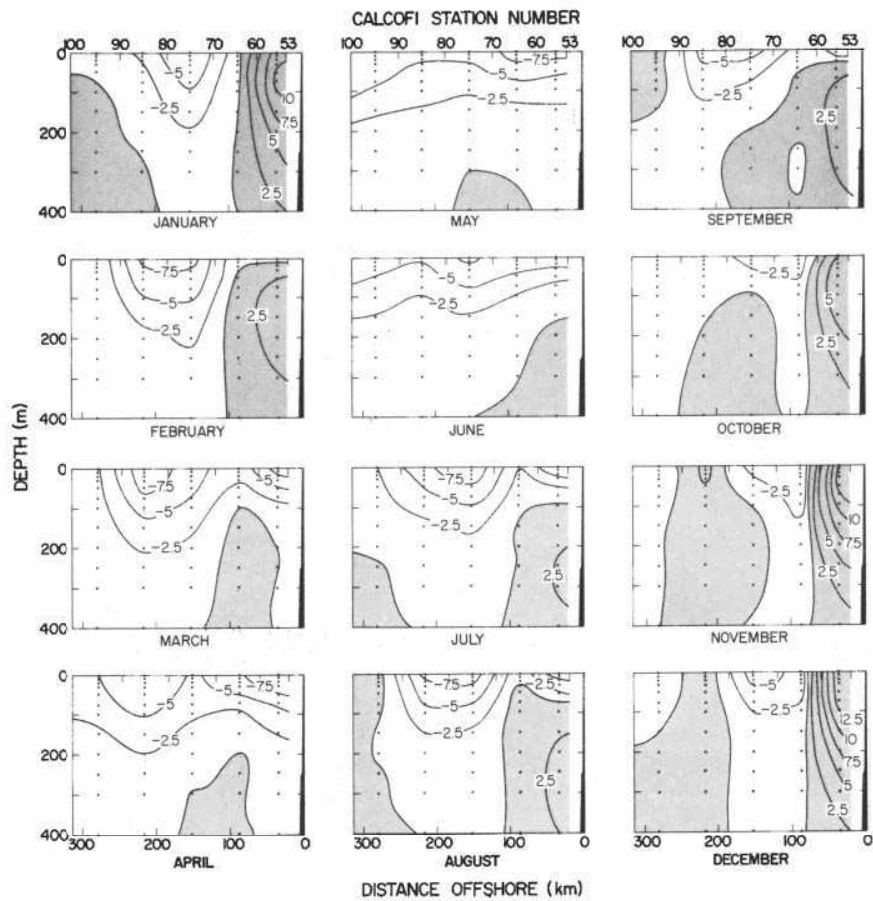 CALCOFI STATION NUMBER
100 90 80 70 60 53
100 90 80 70 60 53
100 90 80 70 60 53
0
200
400
-5
-2.5
10
7.5
5
2.5
JANUARY
-7.5
-5
-2.5
MAY
-5
-2.5
2.5
SEPTEMBER
0
200
400
-7.5
-5
-2.5
2.5
FEBRUARY
-5
-2.5
JUNE
-2.5
5
2.5
OCTOBER
DEPTH (m)
0
200
400
-7.5
-5
-2.5
-5
MARCH
-7.5
-5
-2.5
2.5
JULY
-2.5
10
7.5
5
2.5
NOVEMBER
0
200
400
-5
-2.5
-7.5
-5
300 200 100 0
APRIL
-7.5
-5
-2.5
-2.5
2.5
300 200 100 0
AUGUST
-5
-2.5
12.5
10
7.5
5
2.5
300 200 100 0
DECEMBER
DISTANCE OFFSHORE (km)